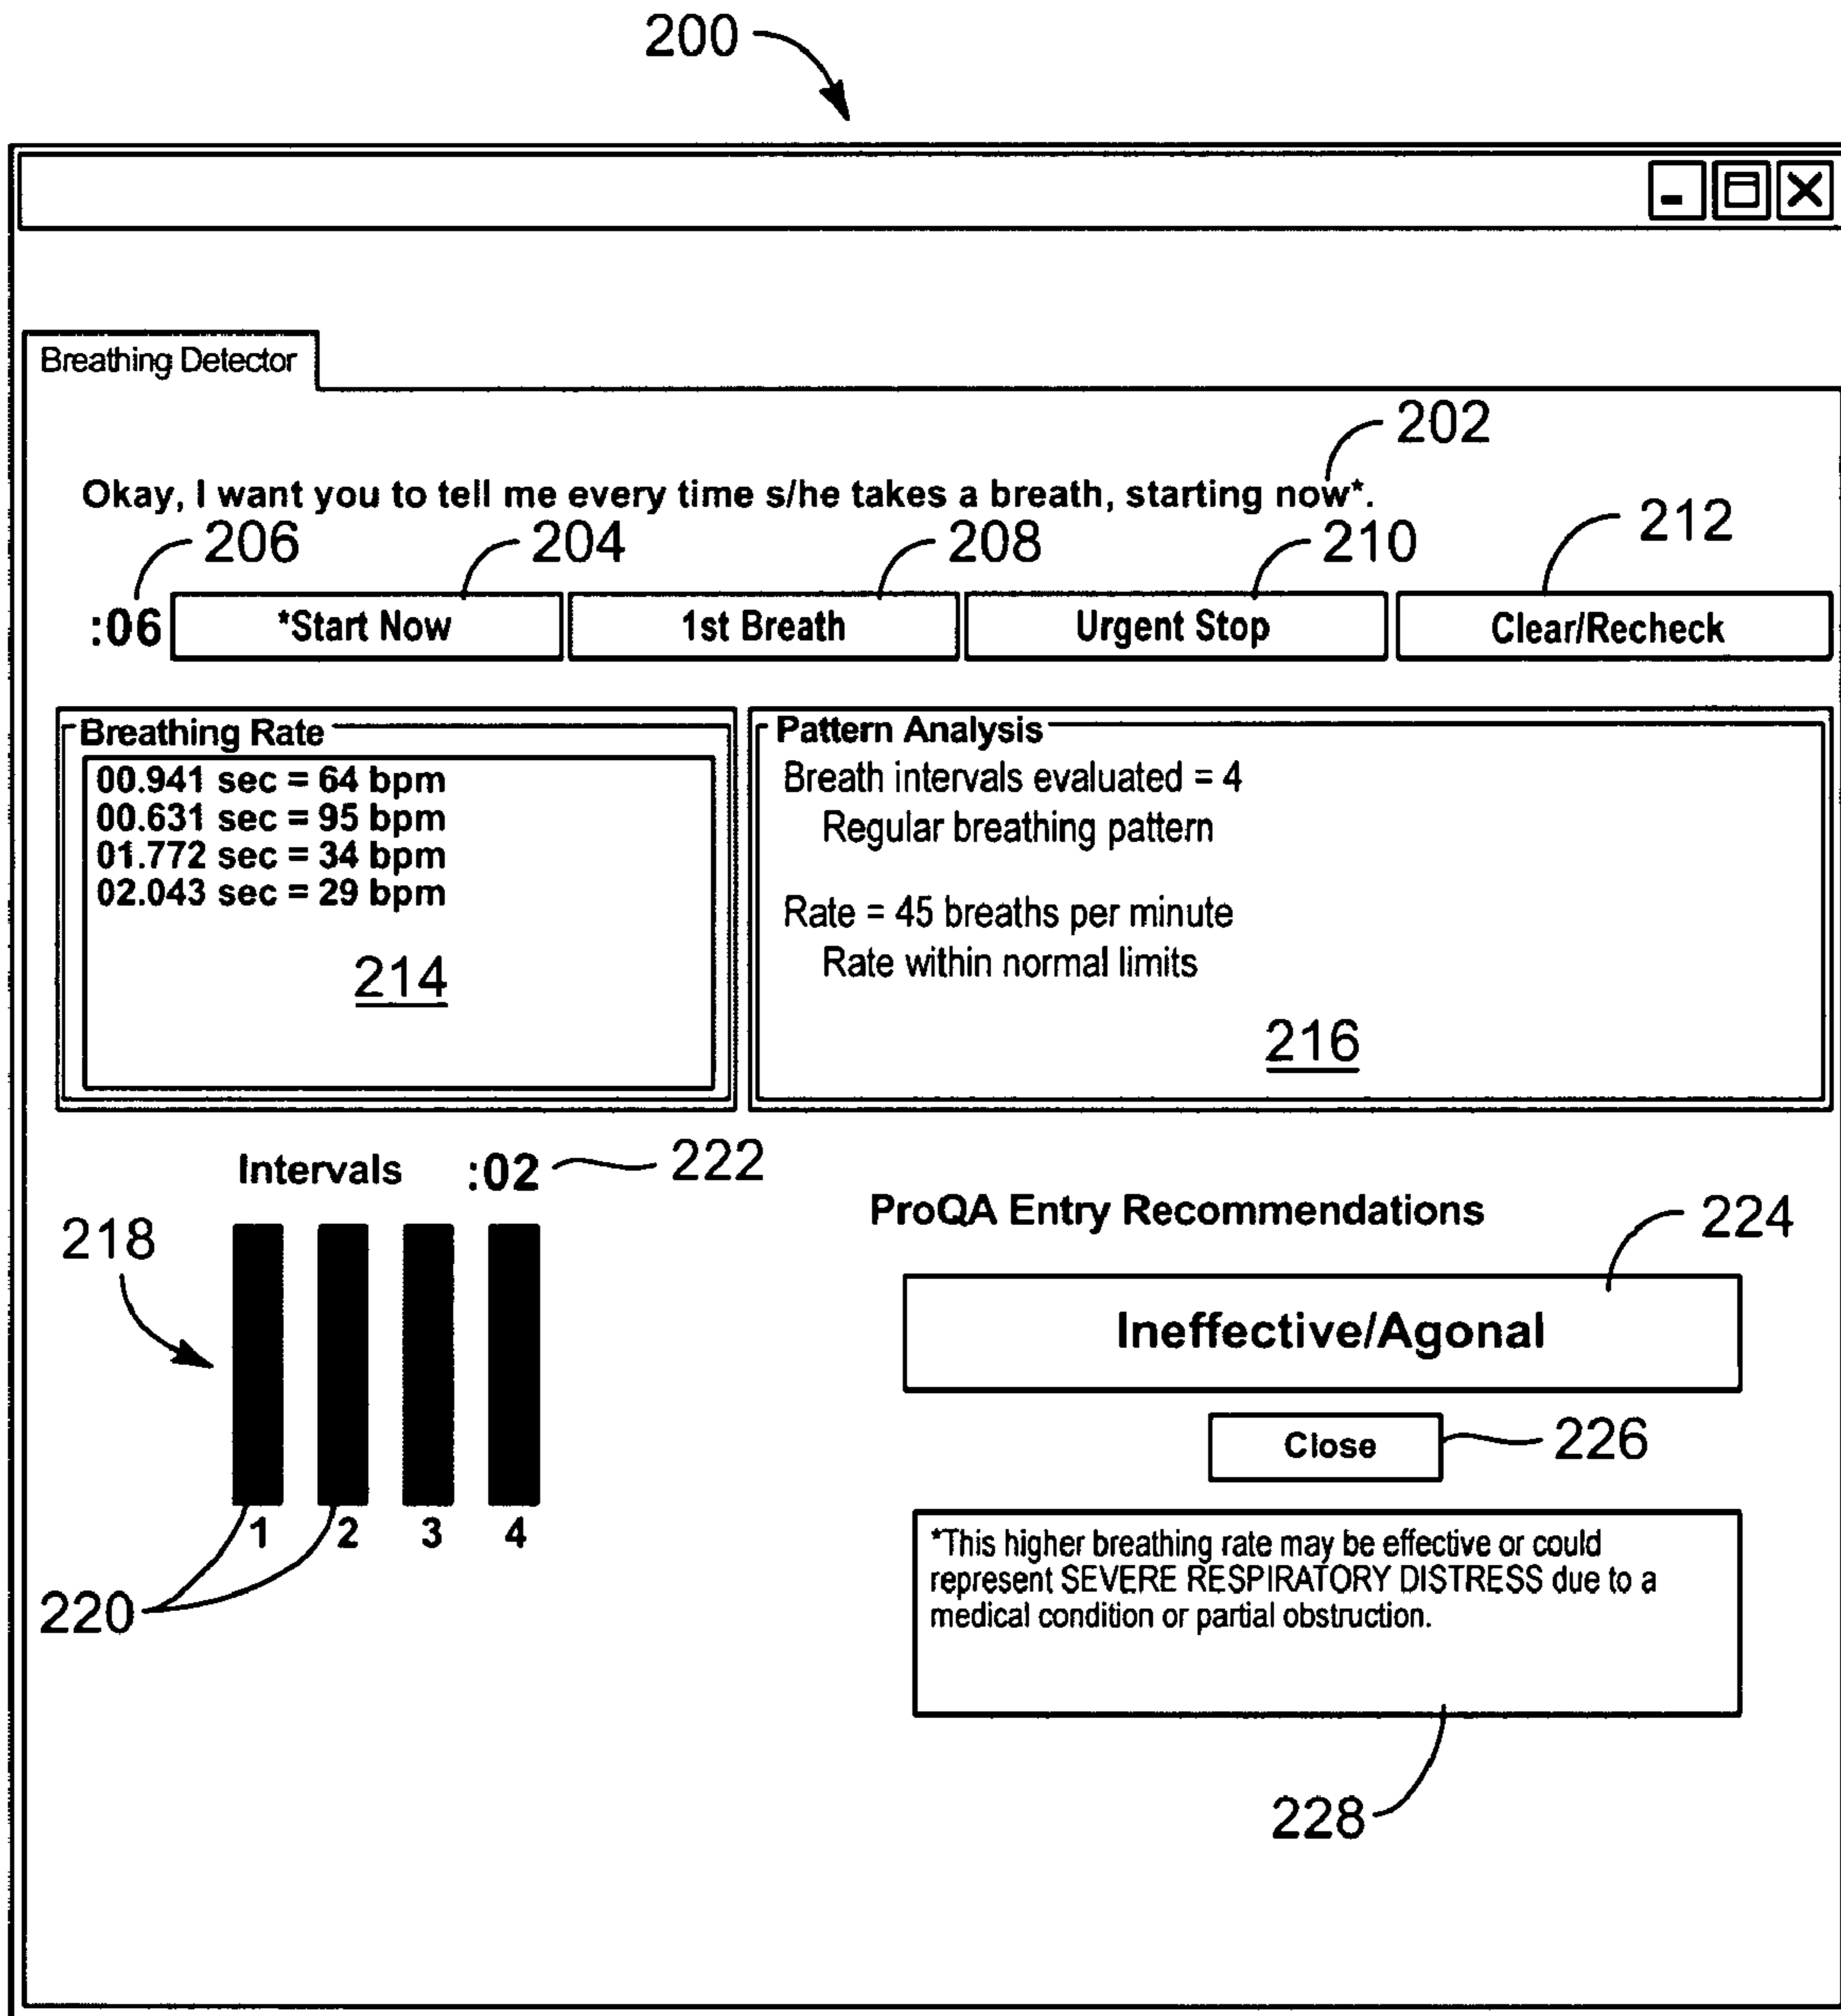 200
Breathing Detector
202
Okay, I want you to tell me every time s/he takes a breath, starting now*.
206 204 208 210 212
:06 *Start Now 1st Breath Urgent Stop Clear/Recheck
Breathing Rate
00.941 sec = 64 bpm
00.631 sec = 95 bpm
01.772 sec = 34 bpm
02.043 sec = 29 bpm
214
Pattern Analysis
Breath intervals evaluated = 4
Regular breathing pattern
Rate = 45 breaths per minute
Rate within normal limits
216
Intervals :02 222
218
1 2 3 4
220
ProQA Entry Recommendations
224
Ineffective/Agonal
Close 226
*This higher breathing rate may be effective or could
represent SEVERE RESPIRATORY DISTRESS due to a
medical condition or partial obstruction.
228